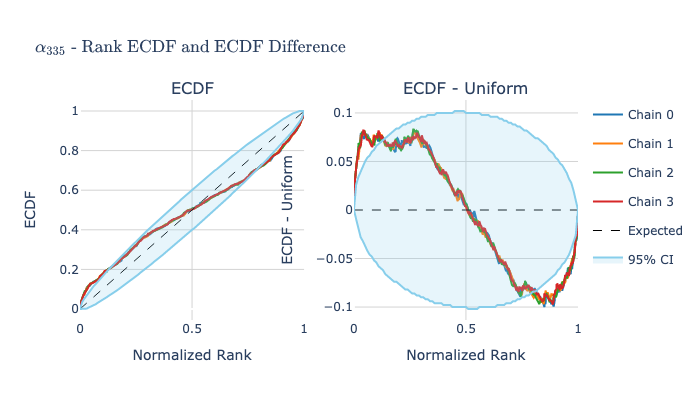 α₃₃₅ - Rank ECDF and ECDF Difference
ECDF
ECDF - Uniform
1
0.8
0.6
0.4
0.2
0
ECDF
0
0.5
1
Normalized Rank
0.1
0.05
0
−0.05
−0.1
ECDF - Uniform
0
0.5
1
Normalized Rank
Chain 0
Chain 1
Chain 2
Chain 3
Expected
95% CI